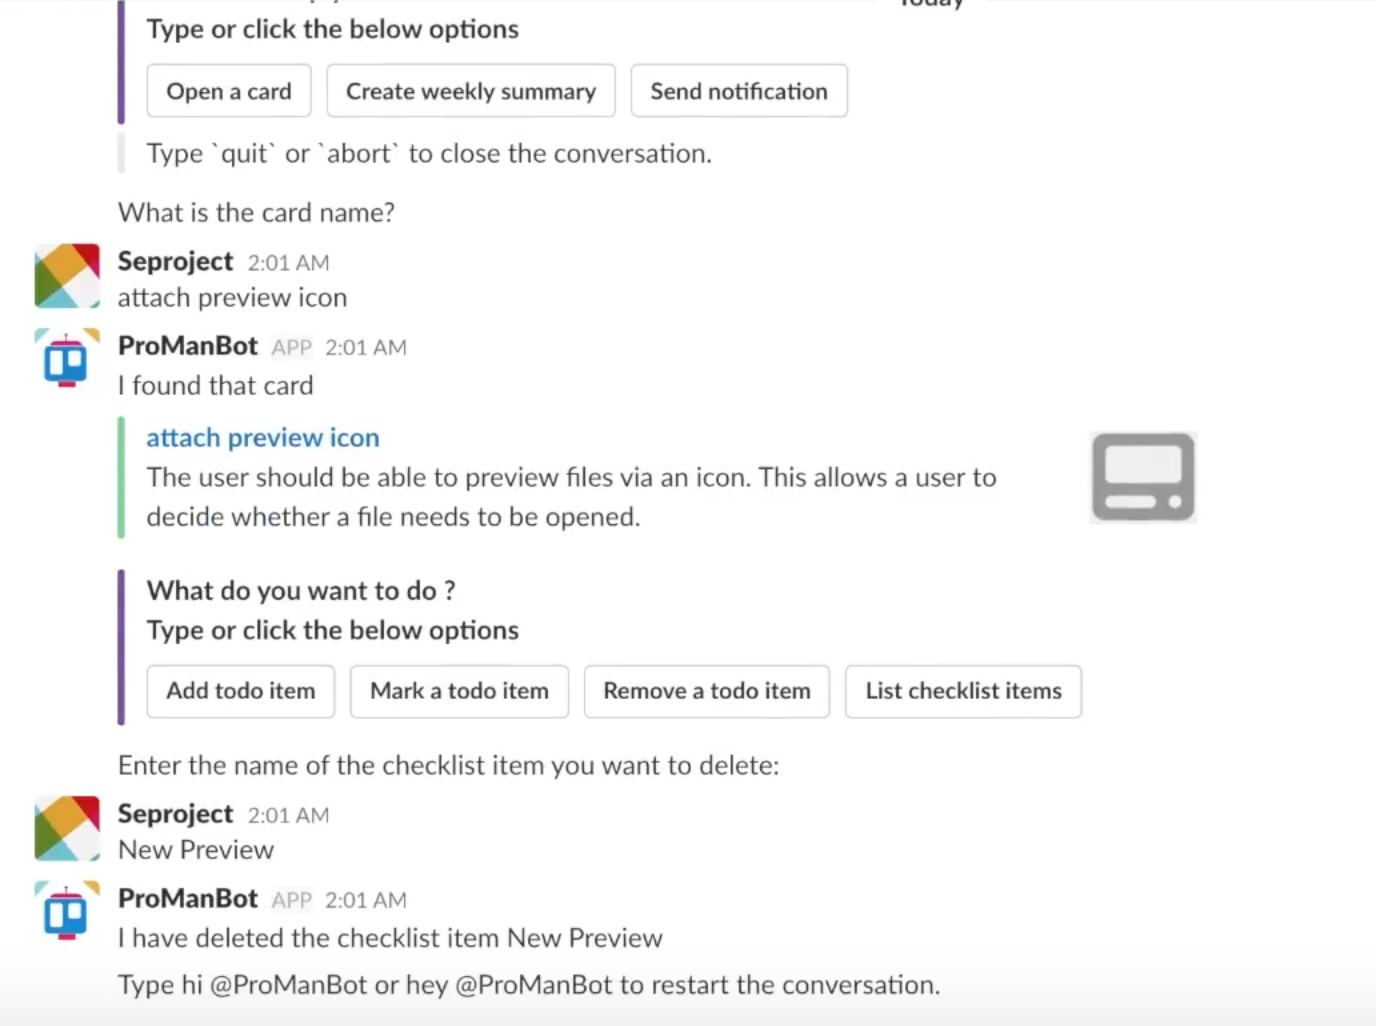 Today
Type or click the below options
Open a card
Create weekly summary
Send notification
Type `quit` or `abort` to close the conversation.
What is the card name?
Seproject 2:01 AM
attach preview icon
ProManBot APP 2:01 AM
I found that card
attach preview icon
The user should be able to preview files via an icon. This allows a user to
decide whether a file needs to be opened.
What do you want to do ?
Type or click the below options
Add todo item
Mark a todo item
Remove a todo item
List checklist items
Enter the name of the checklist item you want to delete:
Seproject 2:01 AM
New Preview
ProManBot APP 2:01 AM
I have deleted the checklist item New Preview
Type hi @ProManBot or hey @ProManBot to restart the conversation.